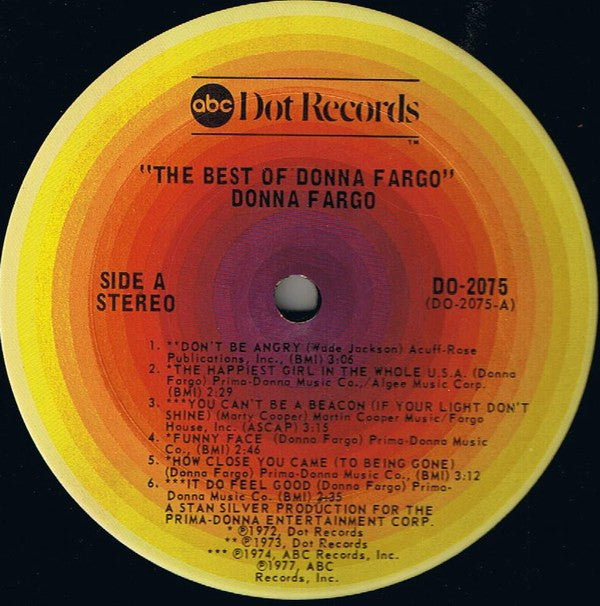 abc Dot Records
™
"THE BEST OF DONNA FARGO"
DONNA FARGO
SIDE A
STEREO
DO-2075
(DO-2075-A)
1. **DON'T BE ANGRY (Wade Jackson) Acuff-Rose
Publications, Inc., (BMI) 3:06
2. *THE HAPPIEST GIRL IN THE WHOLE U.S.A. (Donna
Fargo) Prima-Donna Music Co./Algee Music Corp.
(BMI) 2:29
3. ***YOU CAN'T BE A BEACON (IF YOUR LIGHT DON'T
SHINE) (Marty Cooper) Martin Cooper Music/Fargo
House, Inc. (ASCAP) 3:15
4. *FUNNY FACE (Donna Fargo) Prima-Donna Music
Co., (BMI) 2:46
5. *HOW CLOSE YOU CAME (TO BEING GONE)
(Donna Fargo) Prima-Donna Music Co., (BMI) 3:12
6. ***IT DO FEEL GOOD (Donna Fargo) Prima-
Donna Music Co. (BMI) 2:35
A STAN SILVER PRODUCTION FOR THE
PRIMA-DONNA ENTERTAINMENT CORP.
* ℗1972, Dot Records
** ℗1973, Dot Records
*** ℗1974, ABC Records, Inc.
℗1977, ABC
Records, Inc.